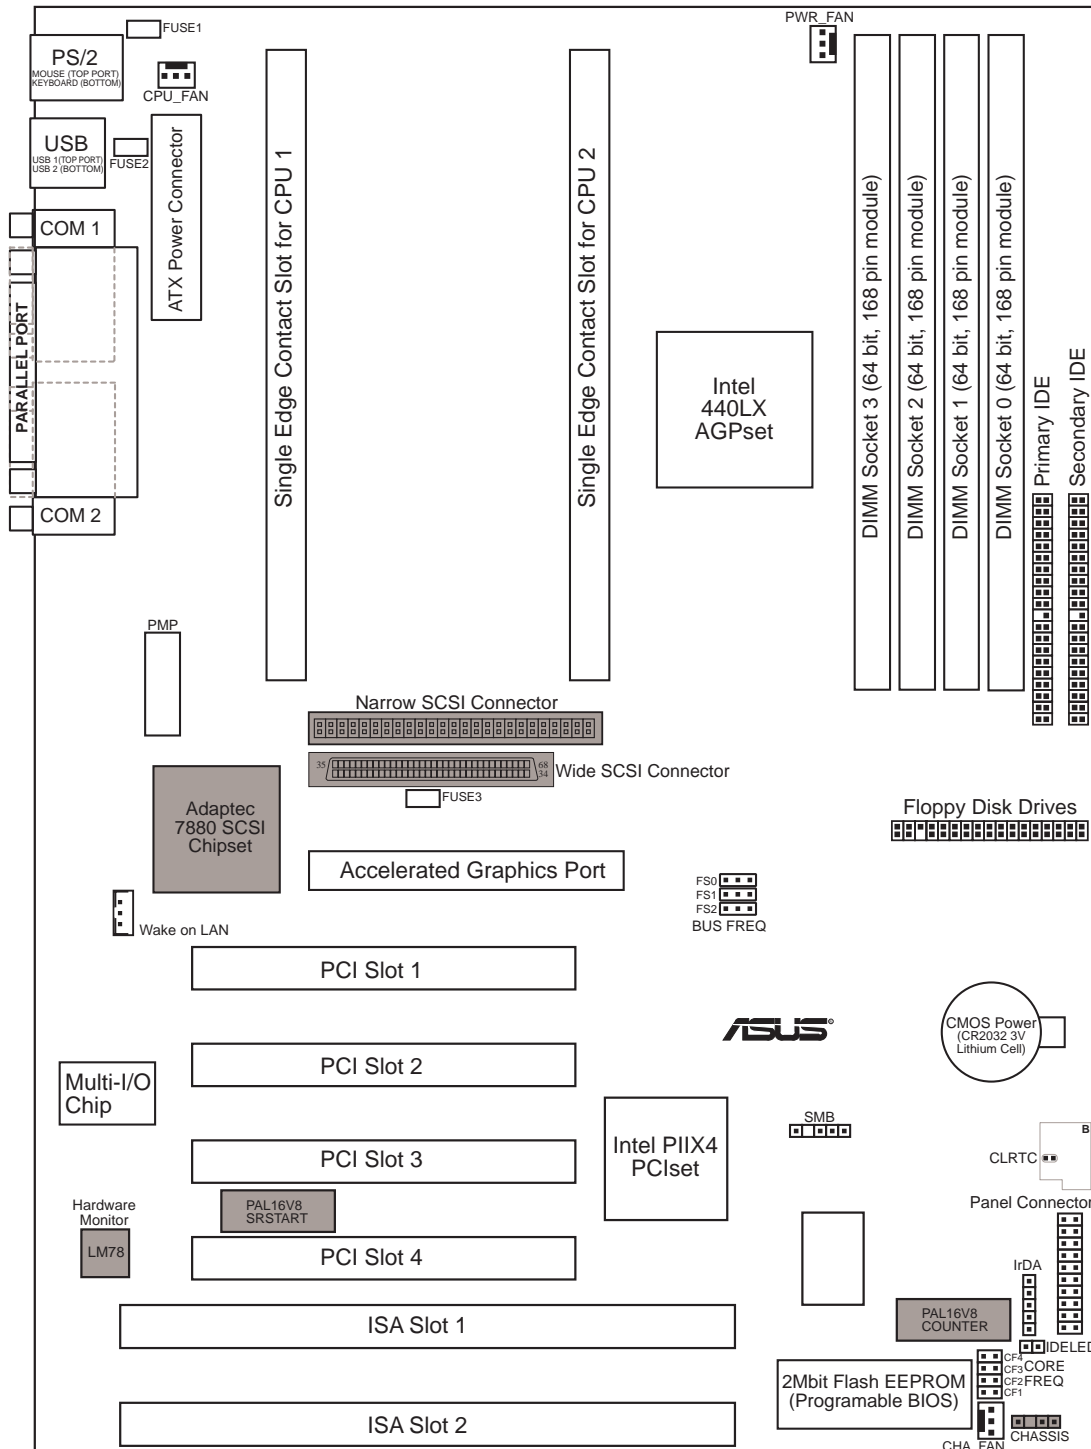 FUSE1
PWR_FAN
PS/2
MOUSE (TOP PORT)
KEYBOARD (BOTTOM)
CPU_FAN
USB
USB 1(TOP PORT)
USB 2 (BOTTOM)
FUSE2
ATX Power Connector
COM 1
PARALLEL PORT
COM 2
Single Edge Contact Slot for CPU 1
Single Edge Contact Slot for CPU 2
Intel
440LX
AGPset
DIMM Socket 3 (64 bit, 168 pin module)
DIMM Socket 2 (64 bit, 168 pin module)
DIMM Socket 1 (64 bit, 168 pin module)
DIMM Socket 0 (64 bit, 168 pin module)
Primary IDE
Secondary IDE
PMP
Narrow SCSI Connector
35
68
34
Wide SCSI Connector
FUSE3
Adaptec
7880 SCSI
Chipset
Floppy Disk Drives
Accelerated Graphics Port
FS0
FS1
FS2
BUS FREQ
Wake on LAN
PCI Slot 1
ASUS
CMOS Power
(CR2032 3V
Lithium Cell)
PCI Slot 2
Multi-I/O
Chip
SMB
Intel PIIX4
PCIset
B
CLRTC
PCI Slot 3
Panel Connector
PAL16V8
SRSTART
Hardware
Monitor
LM78
PCI Slot 4
IrDA
ISA Slot 1
PAL16V8
COUNTER
IDELED
CF4
CF3
CF2
CF1
CORE
FREQ
2Mbit Flash EEPROM
(Programable BIOS)
ISA Slot 2
CHASSIS
CHA_FAN